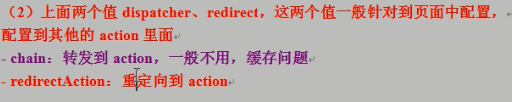 （2）上面两个值 dispatcher、redirect，这两个值一般针对到页面中配置，
配置到其他的 action 里面
- chain：转发到 action，一般不用，缓存问题
- redirectAction：重定向到 action